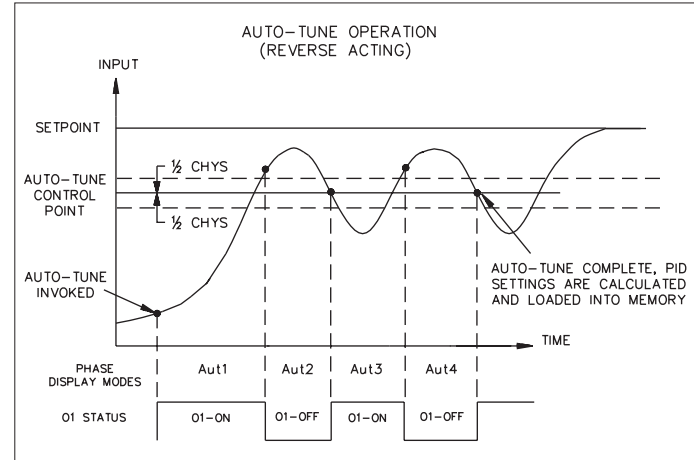 AUTO-TUNE OPERATION
(REVERSE ACTING)
INPUT
SETPOINT
½ CHYS
AUTO-TUNE
CONTROL
POINT
½ CHYS
AUTO-TUNE
INVOKED
AUTO-TUNE COMPLETE, PID
SETTINGS ARE CALCULATED
AND LOADED INTO MEMORY
TIME
PHASE
DISPLAY MODES
Aut1 Aut2 Aut3 Aut4
O1 STATUS
O1-ON O1-OFF O1-ON O1-OFF